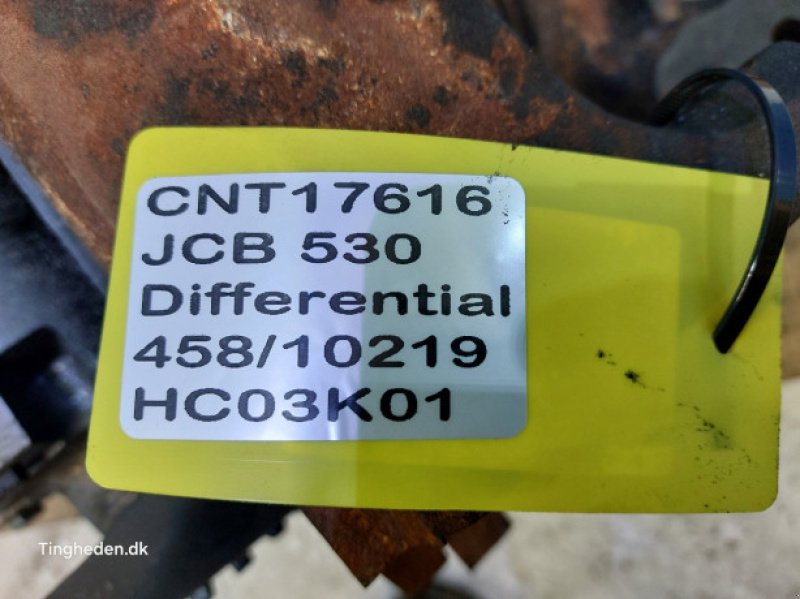 CNT17616
JCB 530
Differential
458/10219
HC03K01
Tingheden.dk